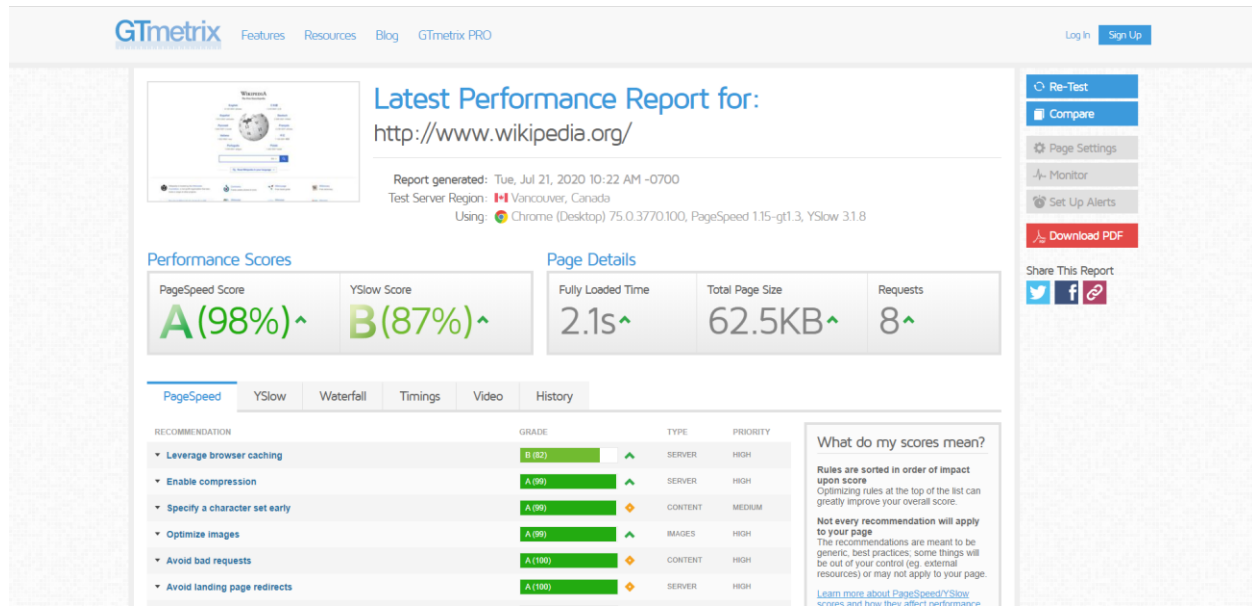 GTmetrix Features Resources Blog GTmetrix PRO Log In Sign Up
Latest Performance Report for:
http://www.wikipedia.org/
Report generated: Tue, Jul 21, 2020 10:22 AM -0700
Test Server Region: Vancouver, Canada
Using: Chrome (Desktop) 75.0.3770.100, PageSpeed 1.15-gt1.3, YSlow 3.1.8
Re-Test
Compare
Page Settings
Monitor
Set Up Alerts
Download PDF
Share This Report
Performance Scores
PageSpeed Score YSlow Score
A (98%) B (87%)
Page Details
Fully Loaded Time Total Page Size Requests
2.1s 62.5KB 8
PageSpeed YSlow Waterfall Timings Video History
RECOMMENDATION GRADE TYPE PRIORITY
Leverage browser caching B (82) SERVER HIGH
Enable compression A (99) SERVER HIGH
Specify a character set early A (99) CONTENT MEDIUM
Optimize images A (99) IMAGES HIGH
Avoid bad requests A (100) CONTENT HIGH
Avoid landing page redirects A (100) SERVER HIGH
What do my scores mean?
Rules are sorted in order of impact
upon score
Optimizing rules at the top of the list can
greatly improve your overall score.
Not every recommendation will apply
to your page
The recommendations are meant to be
generic, best practices; some things will
be out of your control (eg. external
resources) or may not apply to your page.
Learn more about PageSpeed/YSlow
scores and how they affect performance